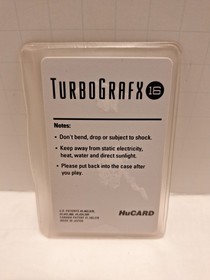 TURBOGRAFX 16
Notes:
• Don't bend, drop or subject to shock.
• Keep away from static electricity,
heat, water and direct sunlight.
• Please put back into the case after
you play.
HuCARD